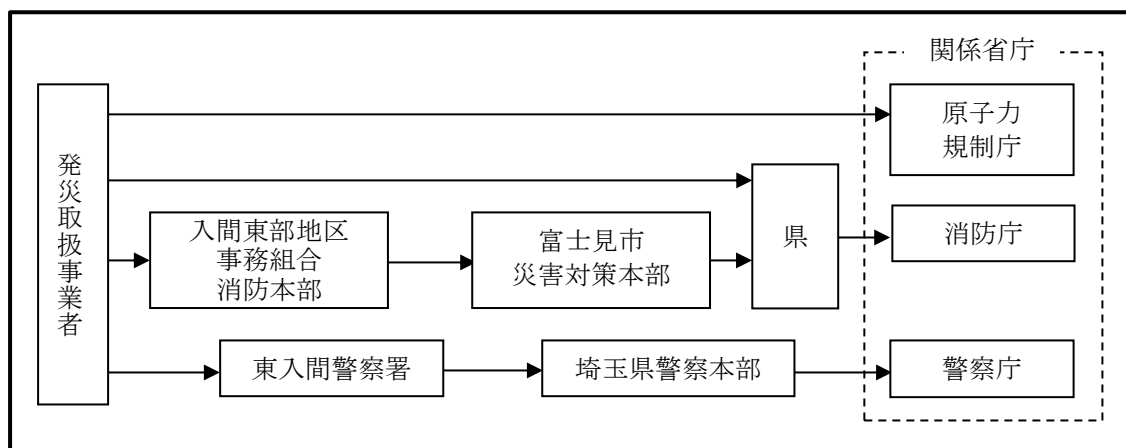 関係省庁
発災取扱事業者
原子力
規制庁
県
入間東部地区
事務組合
消防本部
富士見市
災害対策本部
消防庁
東入間警察署
埼玉県警察本部
警察庁